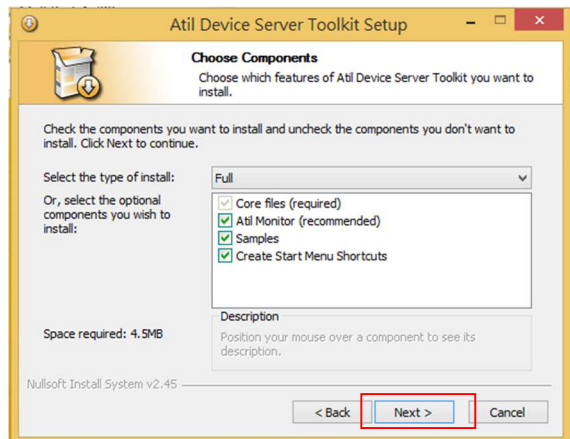 Atil Device Server Toolkit Setup
Choose Components
Choose which features of Atil Device Server Toolkit you want to
install.
Check the components you want to install and uncheck the components you don't want to
install. Click Next to continue.
Select the type of install:
Full
Or, select the optional
components you wish to
install:
Core files (required)
Atil Monitor (recommended)
Samples
Create Start Menu Shortcuts
Description
Position your mouse over a component to see its
description.
Space required: 4.5MB
Nullsoft Install System v2.45
< Back
Next >
Cancel